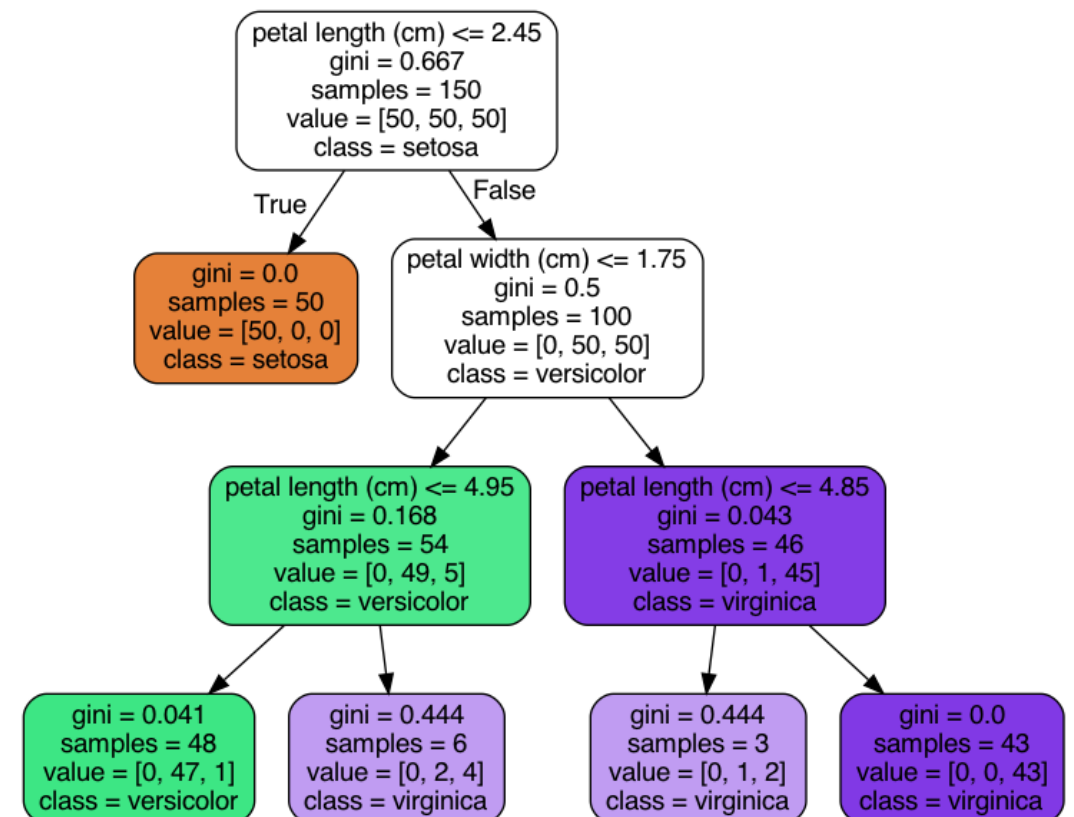 petal length (cm) <= 2.45
gini = 0.667
samples = 150
value = [50, 50, 50]
class = setosa
True
False
gini = 0.0
samples = 50
value = [50, 0, 0]
class = setosa
petal width (cm) <= 1.75
gini = 0.5
samples = 100
value = [0, 50, 50]
class = versicolor
petal length (cm) <= 4.95
gini = 0.168
samples = 54
value = [0, 49, 5]
class = versicolor
petal length (cm) <= 4.85
gini = 0.043
samples = 46
value = [0, 1, 45]
class = virginica
gini = 0.041
samples = 48
value = [0, 47, 1]
class = versicolor
gini = 0.444
samples = 6
value = [0, 2, 4]
class = virginica
gini = 0.444
samples = 3
value = [0, 1, 2]
class = virginica
gini = 0.0
samples = 43
value = [0, 0, 43]
class = virginica